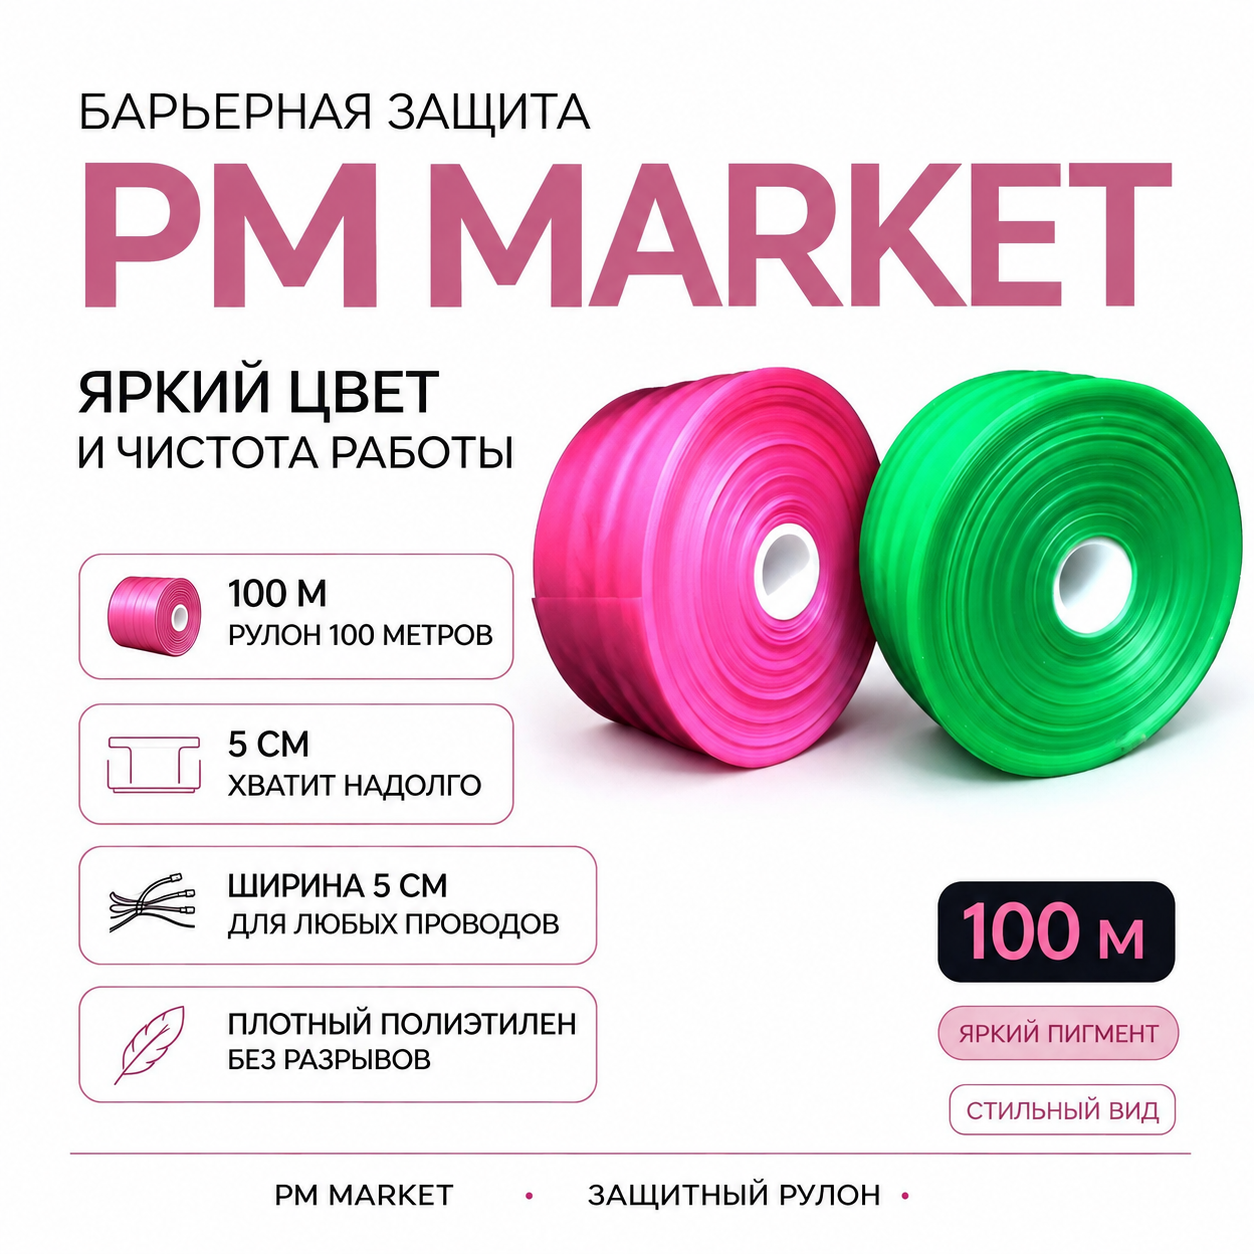 БАРЬЕРНАЯ ЗАЩИТА
PM MARKET
ЯРКИЙ ЦВЕТ
И ЧИСТОТА РАБОТЫ
100 М
РУЛОН 100 МЕТРОВ
5 СМ
ХВАТИТ НАДОЛГО
ШИРИНА 5 СМ
ДЛЯ ЛЮБЫХ ПРОВОДОВ
ПЛОТНЫЙ ПОЛИЭТИЛЕН
БЕЗ РАЗРЫВОВ
100 м
ЯРКИЙ ПИГМЕНТ
СТИЛЬНЫЙ ВИД
PM MARKET • ЗАЩИТНЫЙ РУЛОН •